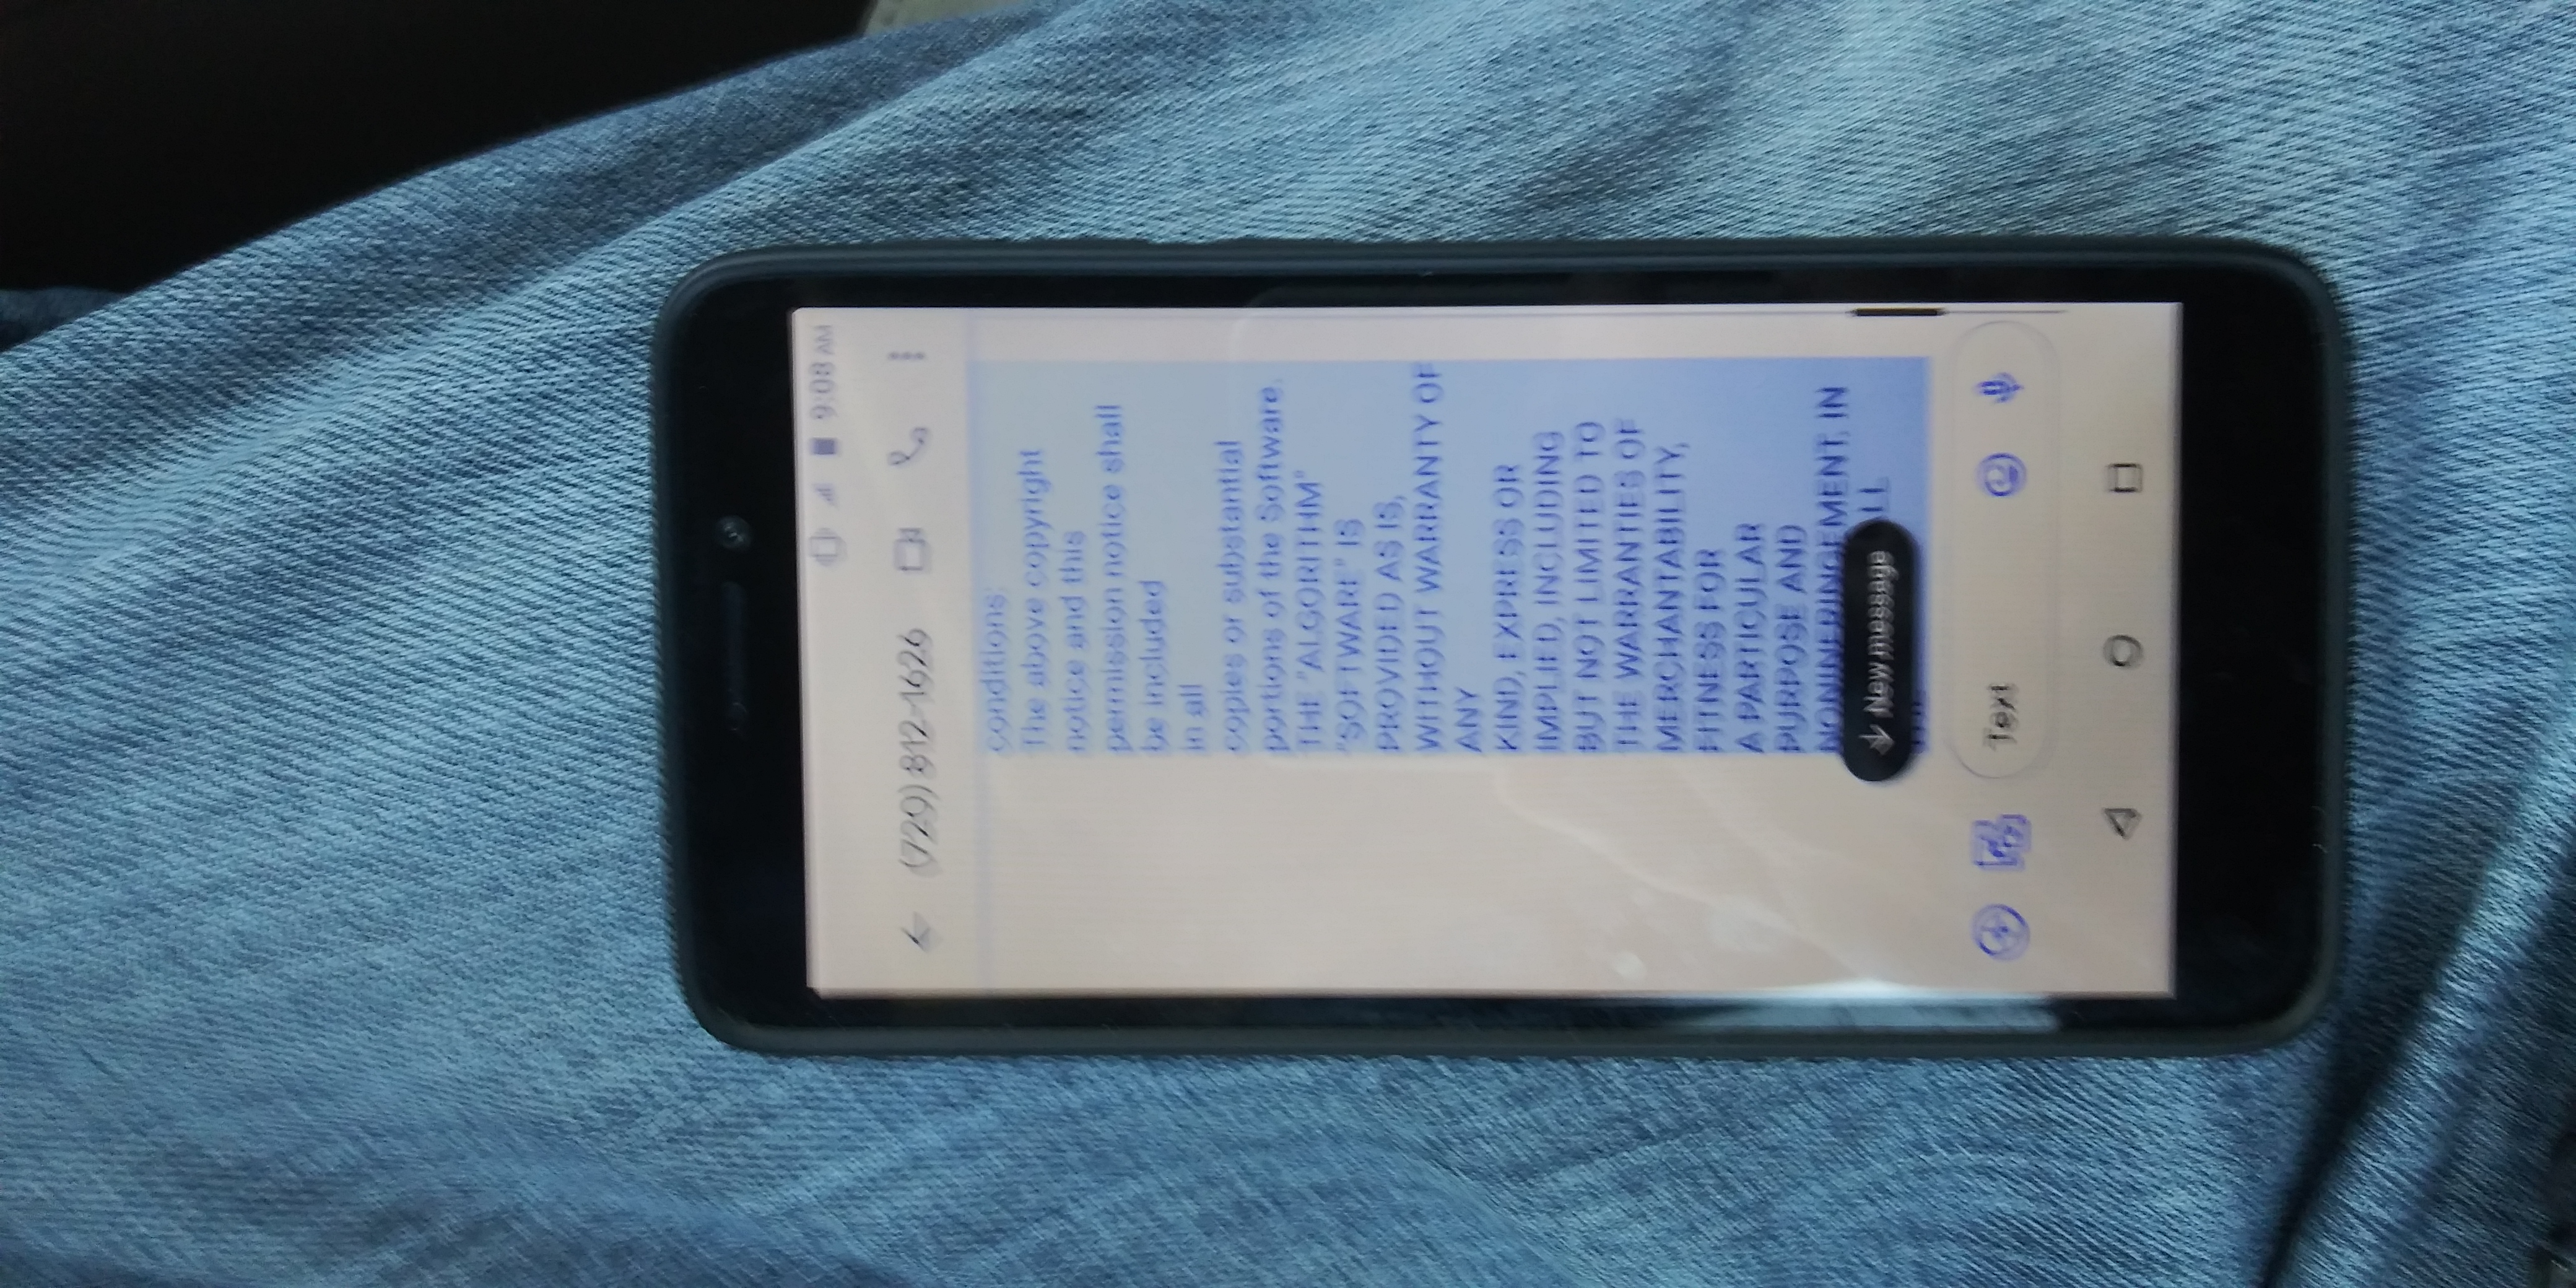 9:08 AM
(720) 812-1626
conditions:
The above copyright
notice and this
permission notice shall
be included
in all
copies or substantial
portions of the Software.
THE "ALGORITHM"
"SOFTWARE" IS
PROVIDED AS IS,
WITHOUT WARRANTY OF
ANY
KIND, EXPRESS OR
IMPLIED, INCLUDING
BUT NOT LIMITED TO
THE WARRANTIES OF
MERCHANTABILITY,
FITNESS FOR
A PARTICULAR
PURPOSE AND
NONINFRINGEMENT. IN
New message
Text